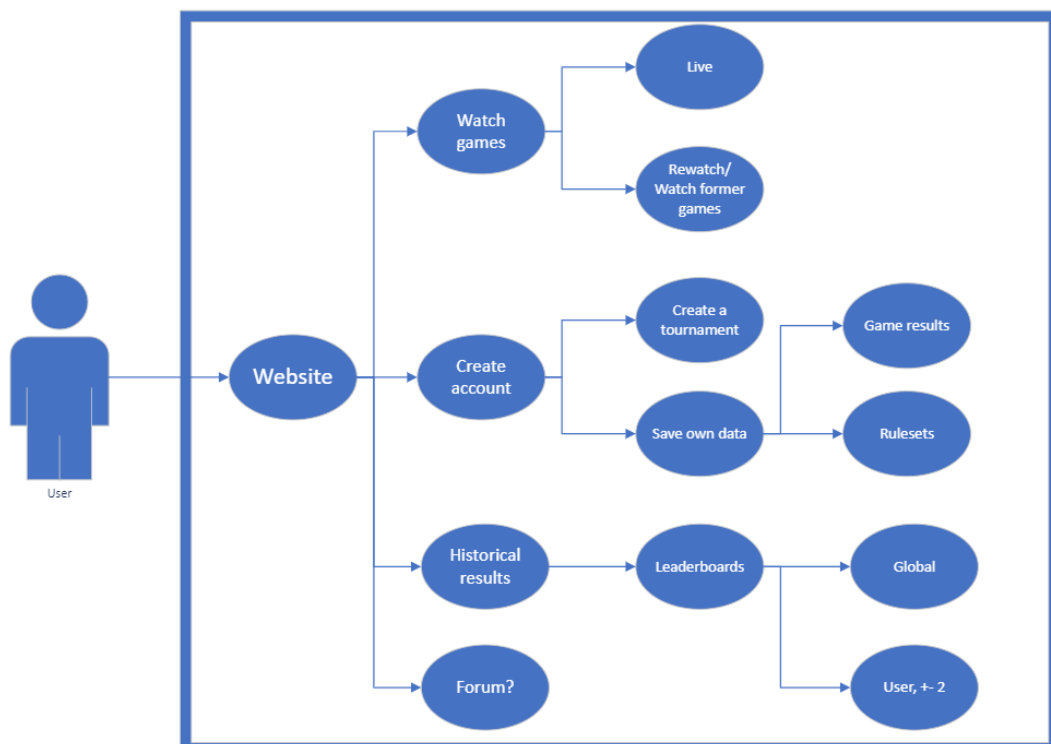 Live
Watch
games
Rewatch/
Watch former
games
Create a
tournament
Game results
Website
Create
account
Save own data
Rulesets
User
Historical
results
Leaderboards
Global
Forum?
User, +- 2